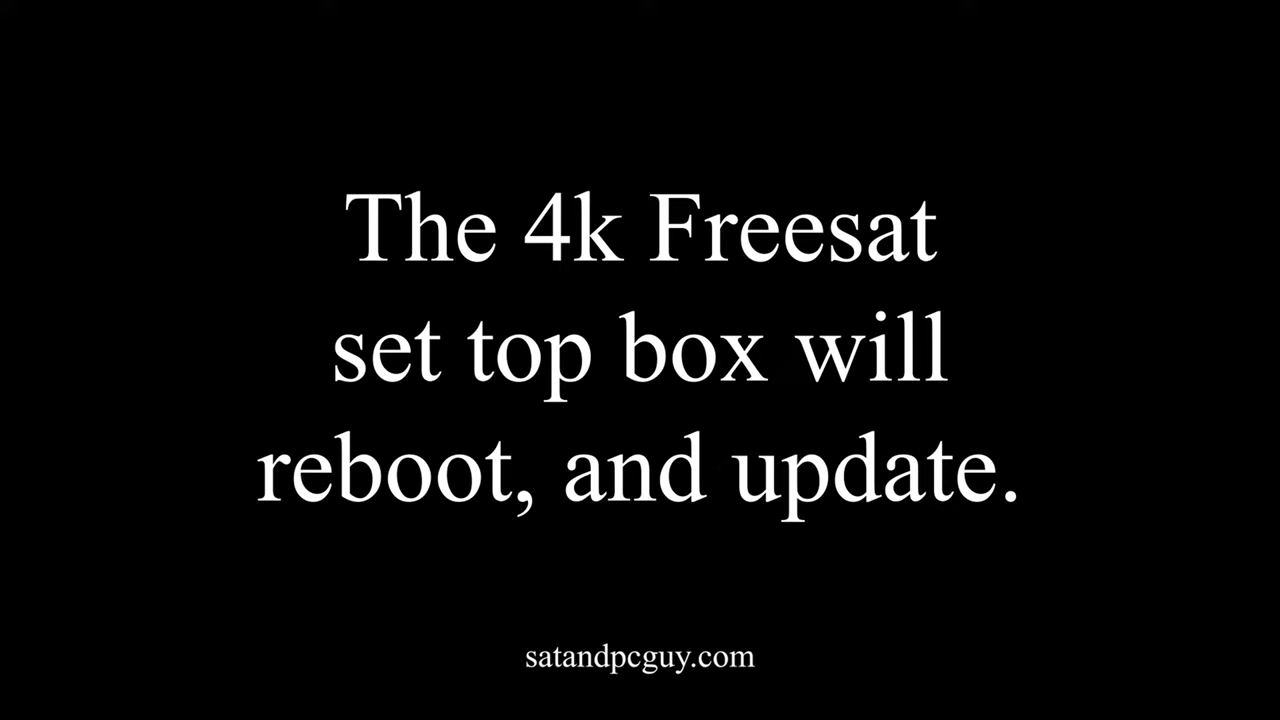 The 4k Freesat
set top box will
reboot, and update.
satandpcguy.com